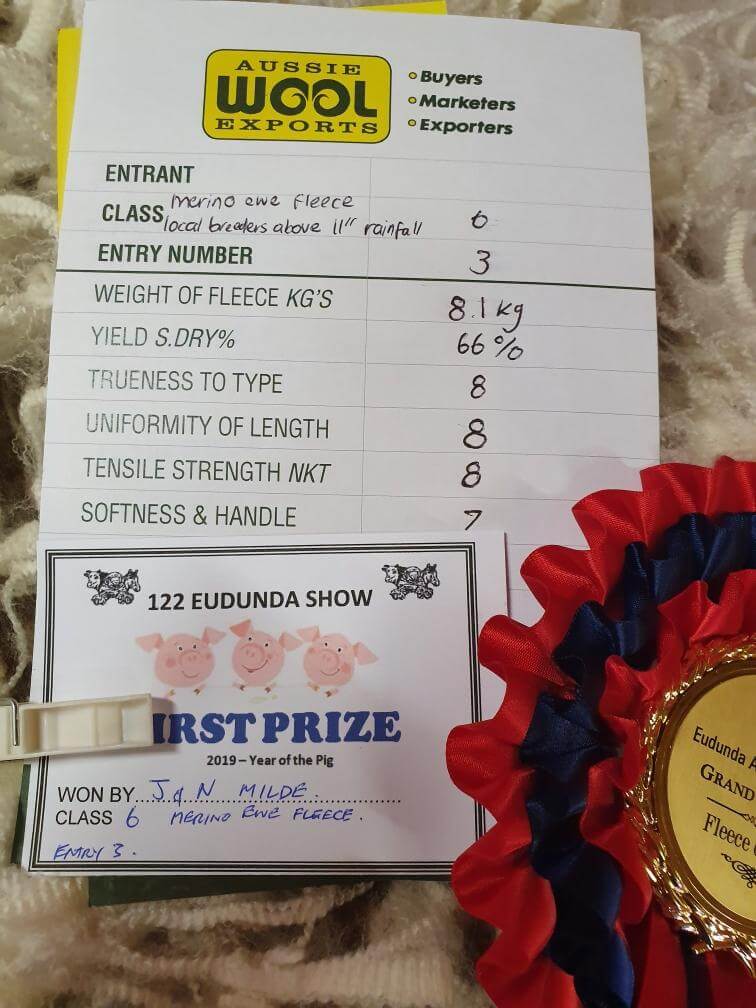 AUSSIE
WOOL
EXPORTS
Buyers
Marketers
Exporters
ENTRANT
CLASS merino ewe fleece
local breeders above 11" rainfall 6
ENTRY NUMBER 3
WEIGHT OF FLEECE KG'S 8.1 kg
YIELD S.DRY% 66%
TRUENESS TO TYPE 8
UNIFORMITY OF LENGTH 8
TENSILE STRENGTH NKT 8
SOFTNESS & HANDLE 7
122 EUDUNDA SHOW
IRST PRIZE
2019 – Year of the Pig
WON BY J & N MILDE.
CLASS 6 MERINO EWE FLEECE.
ENTRY 3.
Eudunda A
GRAND
Fleece